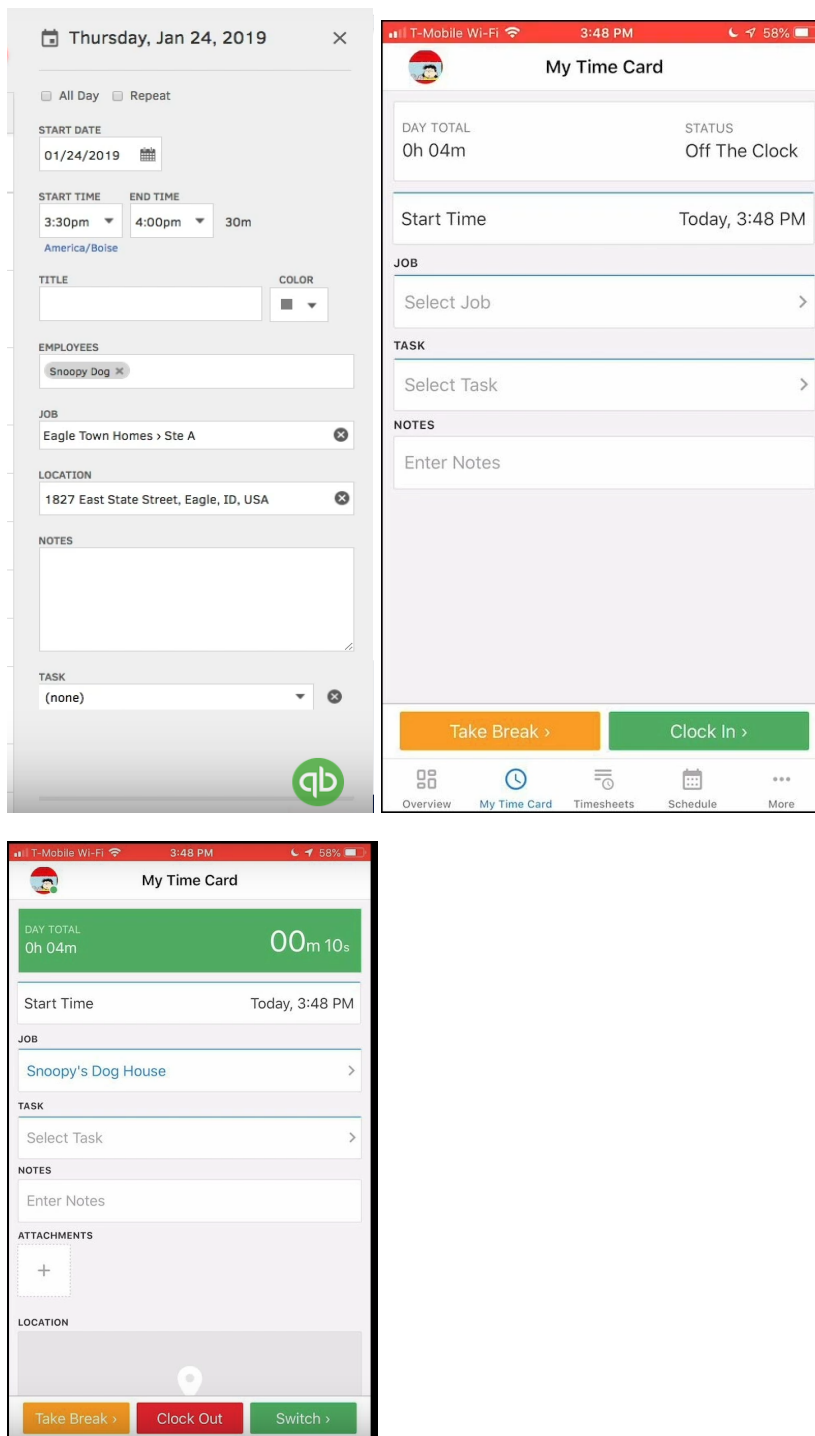 Thursday, Jan 24, 2019
All Day Repeat
START DATE
01/24/2019
START TIME END TIME
3:30pm 4:00pm 30m
America/Boise
TITLE COLOR
EMPLOYEES
Snoopy Dog
JOB
Eagle Town Homes › Ste A
LOCATION
1827 East State Street, Eagle, ID, USA
NOTES
TASK
(none)
qb
T-Mobile Wi-Fi 3:48 PM 58%
My Time Card
DAY TOTAL STATUS
0h 04m Off The Clock
Start Time Today, 3:48 PM
JOB
Select Job
TASK
Select Task
NOTES
Enter Notes
Take Break › Clock In ›
Overview My Time Card Timesheets Schedule More
T-Mobile Wi-Fi 3:48 PM 58%
My Time Card
DAY TOTAL
0h 04m 00m 10s
Start Time Today, 3:48 PM
JOB
Snoopy's Dog House
TASK
Select Task
NOTES
Enter Notes
ATTACHMENTS
+
LOCATION
Take Break › Clock Out Switch ›